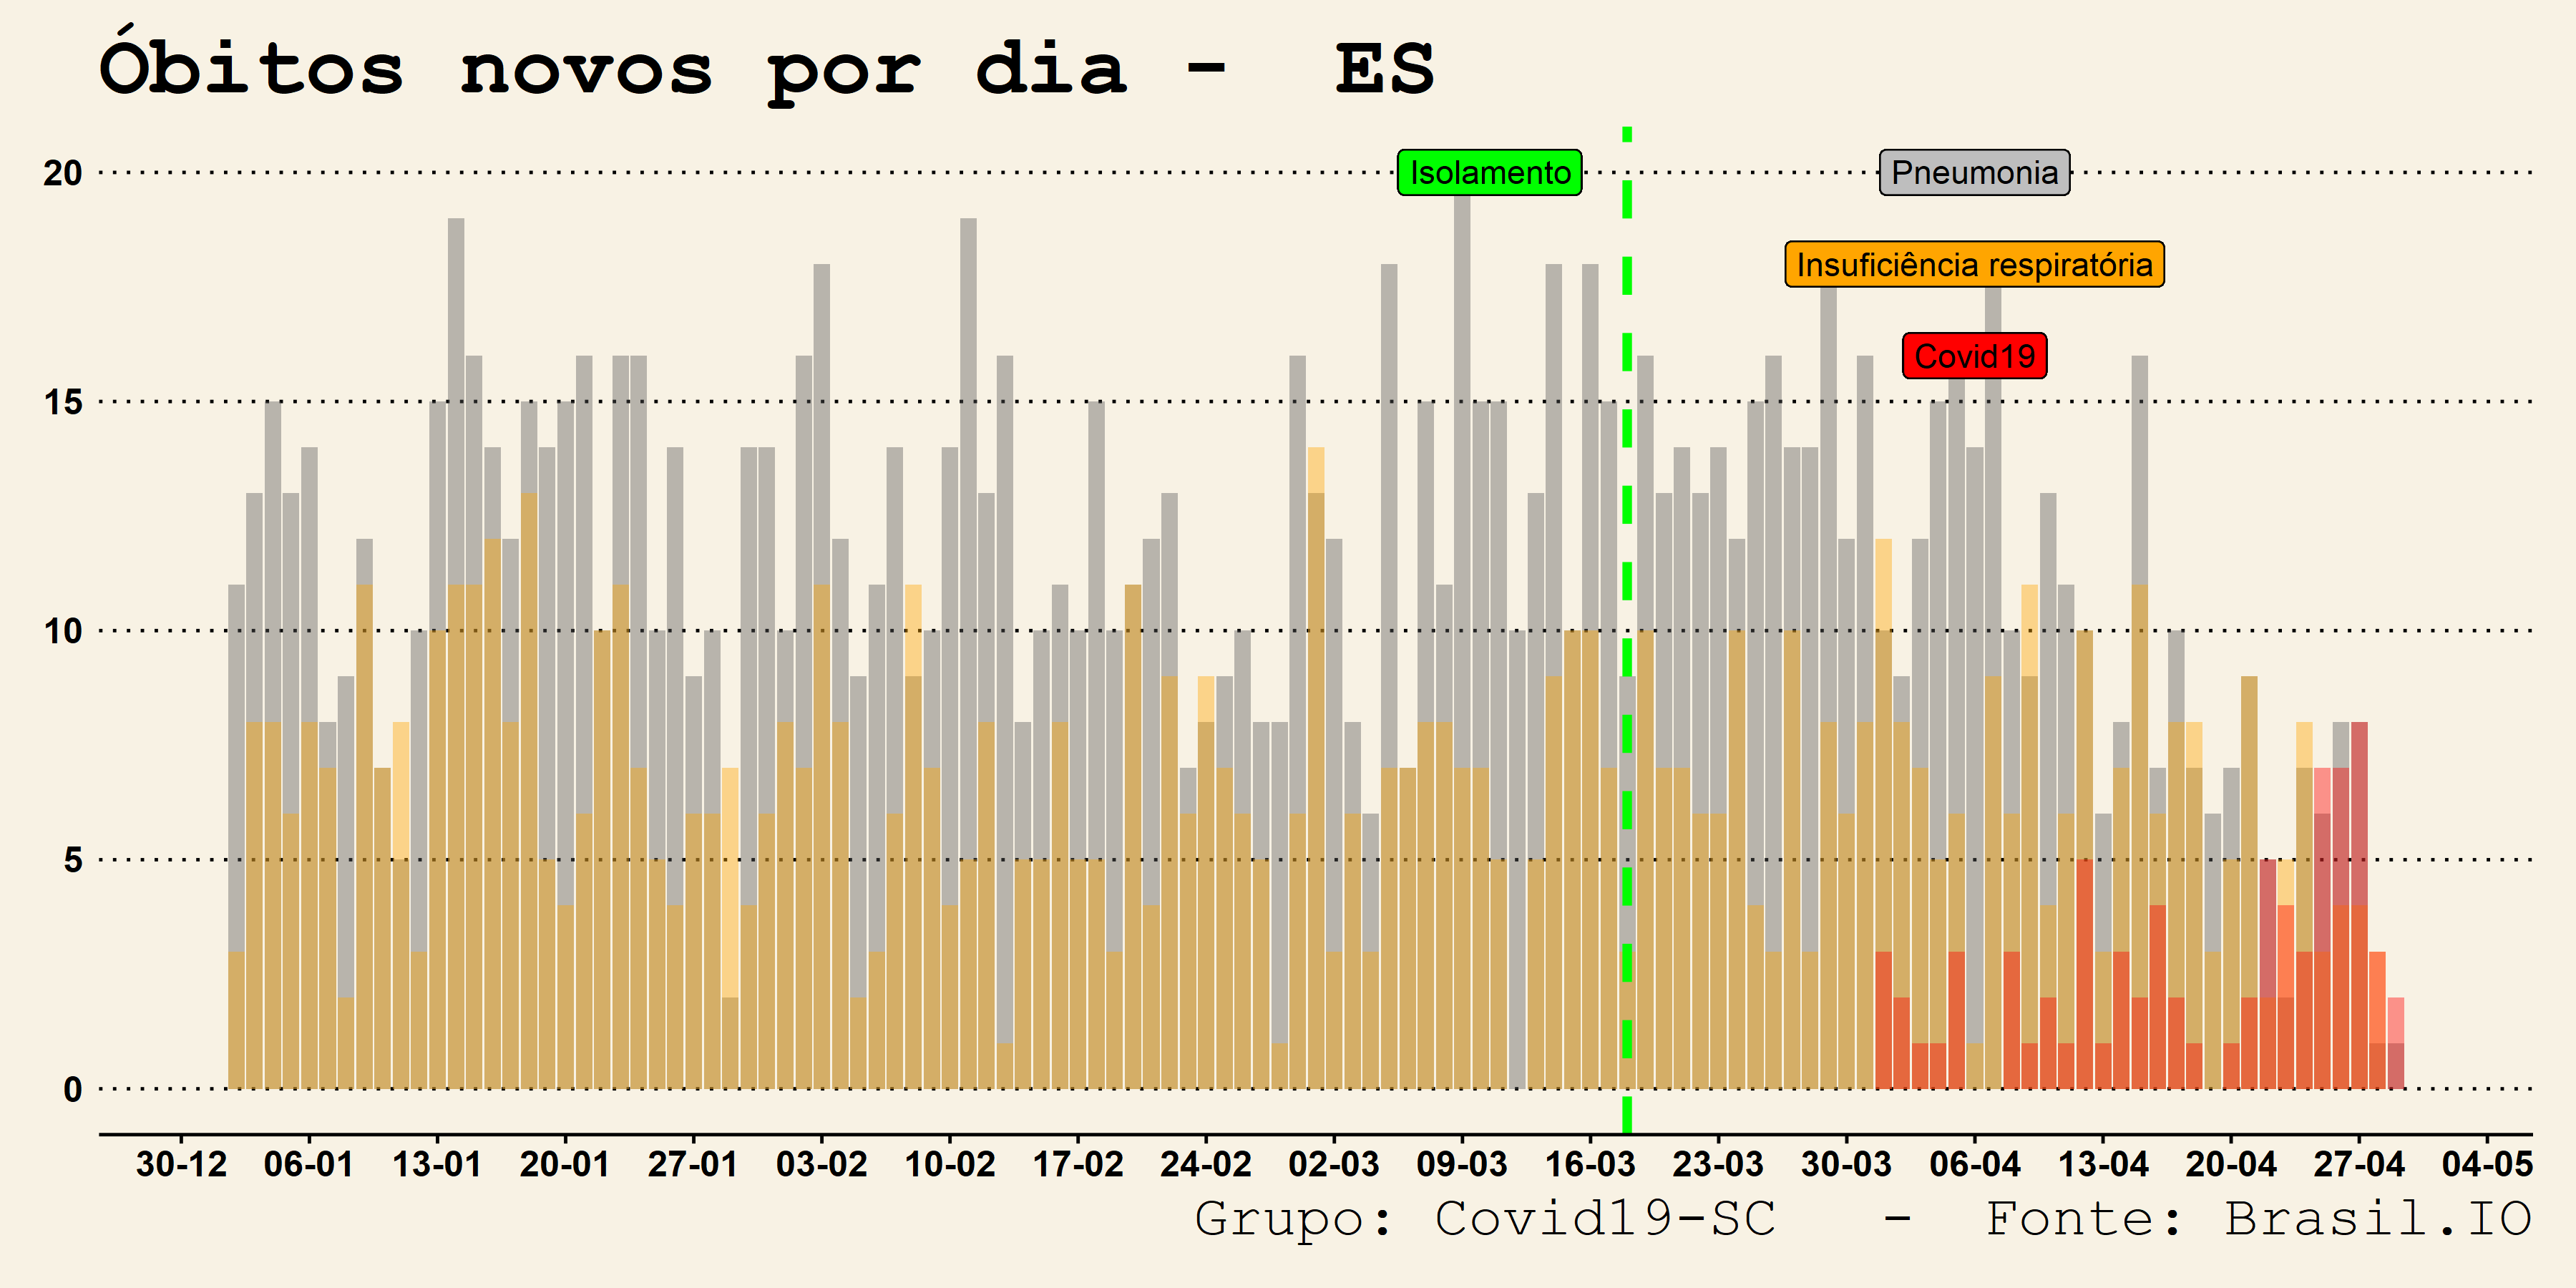 Óbitos novos por dia -  ES
20
15
10
5
0
Isolamento
Pneumonia
Insuficiência respiratória
Covid19
30-12 06-01 13-01 20-01 27-01 03-02 10-02 17-02 24-02 02-03 09-03 16-03 23-03 30-03 06-04 13-04 20-04 27-04 04-05
Grupo: Covid19-SC  -  Fonte: Brasil.IO